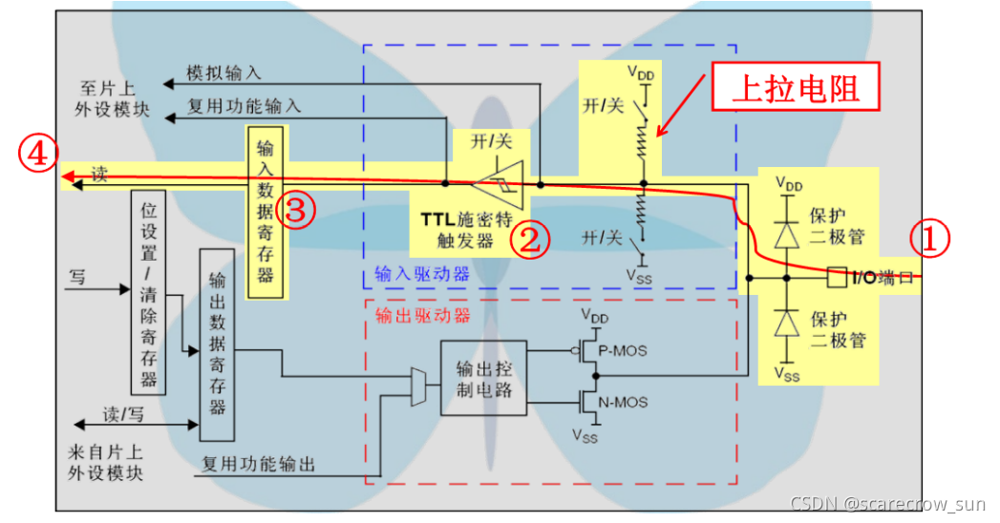 至片上
外设模块
模拟输入
复用功能输入
④
读
输入数据寄存器
③
开/关
TTL施密特
触发器
②
输入驱动器
VDD
开/关
上拉电阻
开/关
VSS
VDD
保护
二极管
①
I/O端口
保护
二极管
VSS
写
位设置/清除寄存器
输出数据寄存器
读/写
来自片上
外设模块
复用功能输出
输出驱动器
输出控
制电路
VDD
P-MOS
N-MOS
VSS
CSDN @scarecrow_sun